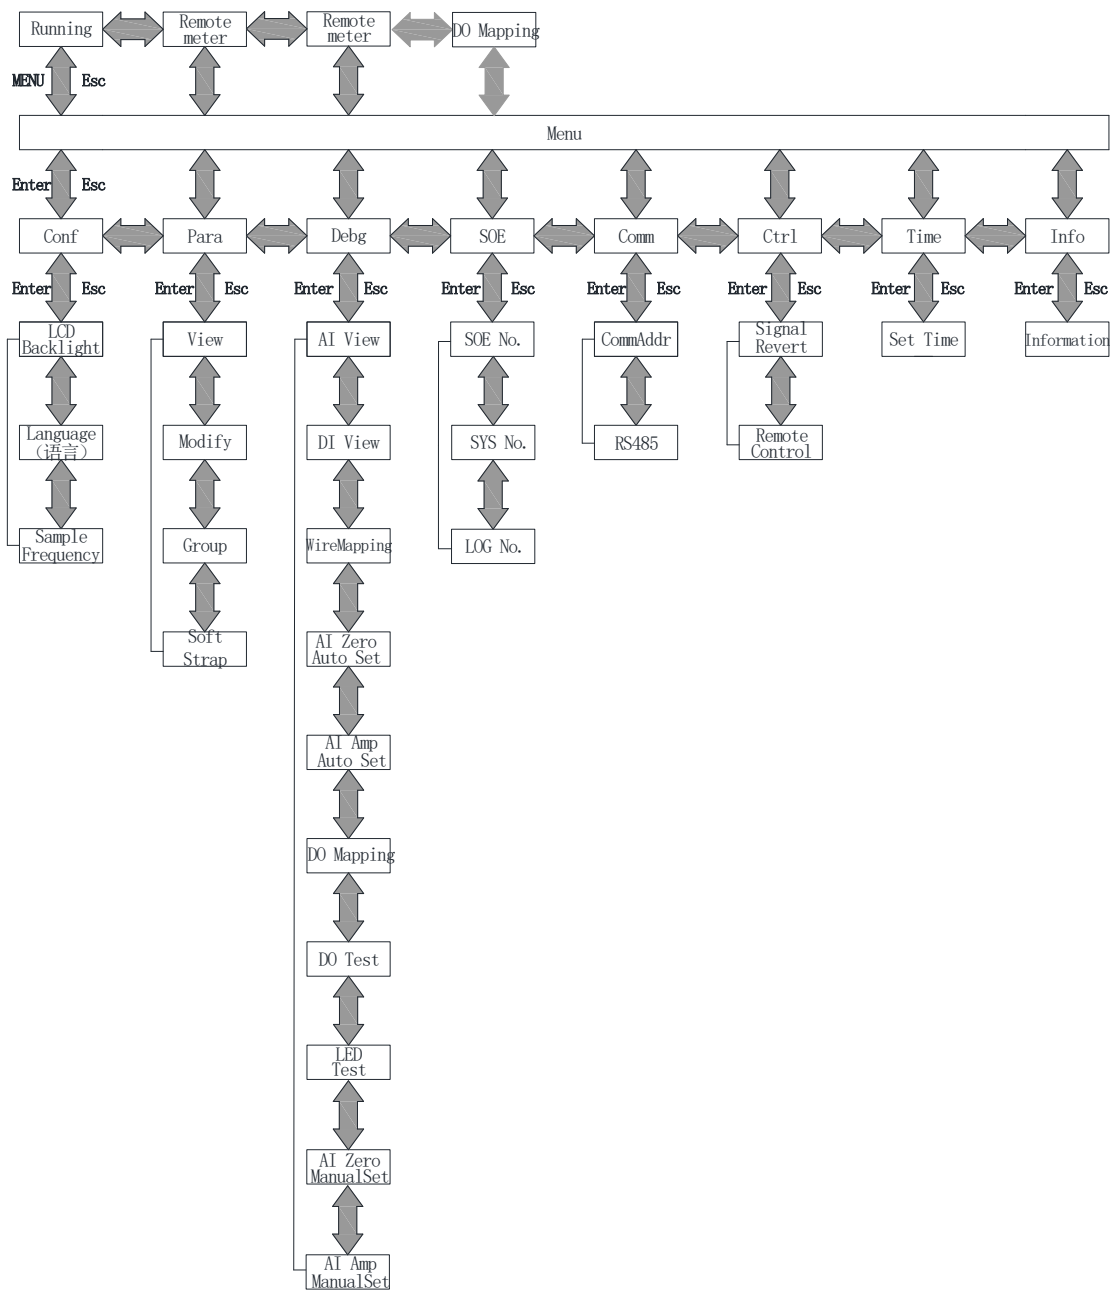 Running
Remote
meter
Remote
meter
DO Mapping
MENU
Esc
Menu
Enter
Esc
Conf
Para
Debg
SOE
Comm
Ctrl
Time
Info
Enter
Esc
Enter
Esc
Enter
Esc
Enter
Esc
Enter
Esc
Enter
Esc
Enter
Esc
Enter
Esc
LCD
Backlight
View
AI View
SOE No.
CommAddr
Signal
Revert
Set Time
Information
Language
(语言)
Modify
DI View
SYS No.
RS485
Remote
Control
Sample
Frequency
Group
WireMapping
LOG No.
Soft
Strap
AI Zero
Auto Set
AI Amp
Auto Set
DO Mapping
DO Test
LED
Test
AI Zero
ManualSet
AI Amp
ManualSet